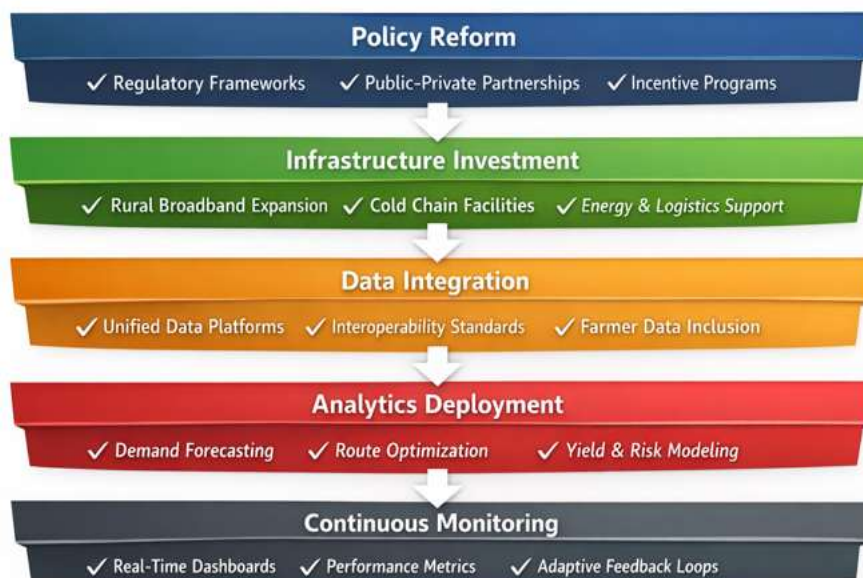 Policy Reform
✓ Regulatory Frameworks ✓ Public-Private Partnerships ✓ Incentive Programs
Infrastructure Investment
✓ Rural Broadband Expansion ✓ Cold Chain Facilities ✓ Energy & Logistics Support
Data Integration
✓ Unified Data Platforms ✓ Interoperability Standards ✓ Farmer Data Inclusion
Analytics Deployment
✓ Demand Forecasting ✓ Route Optimization ✓ Yield & Risk Modeling
Continuous Monitoring
✓ Real-Time Dashboards ✓ Performance Metrics ✓ Adaptive Feedback Loops